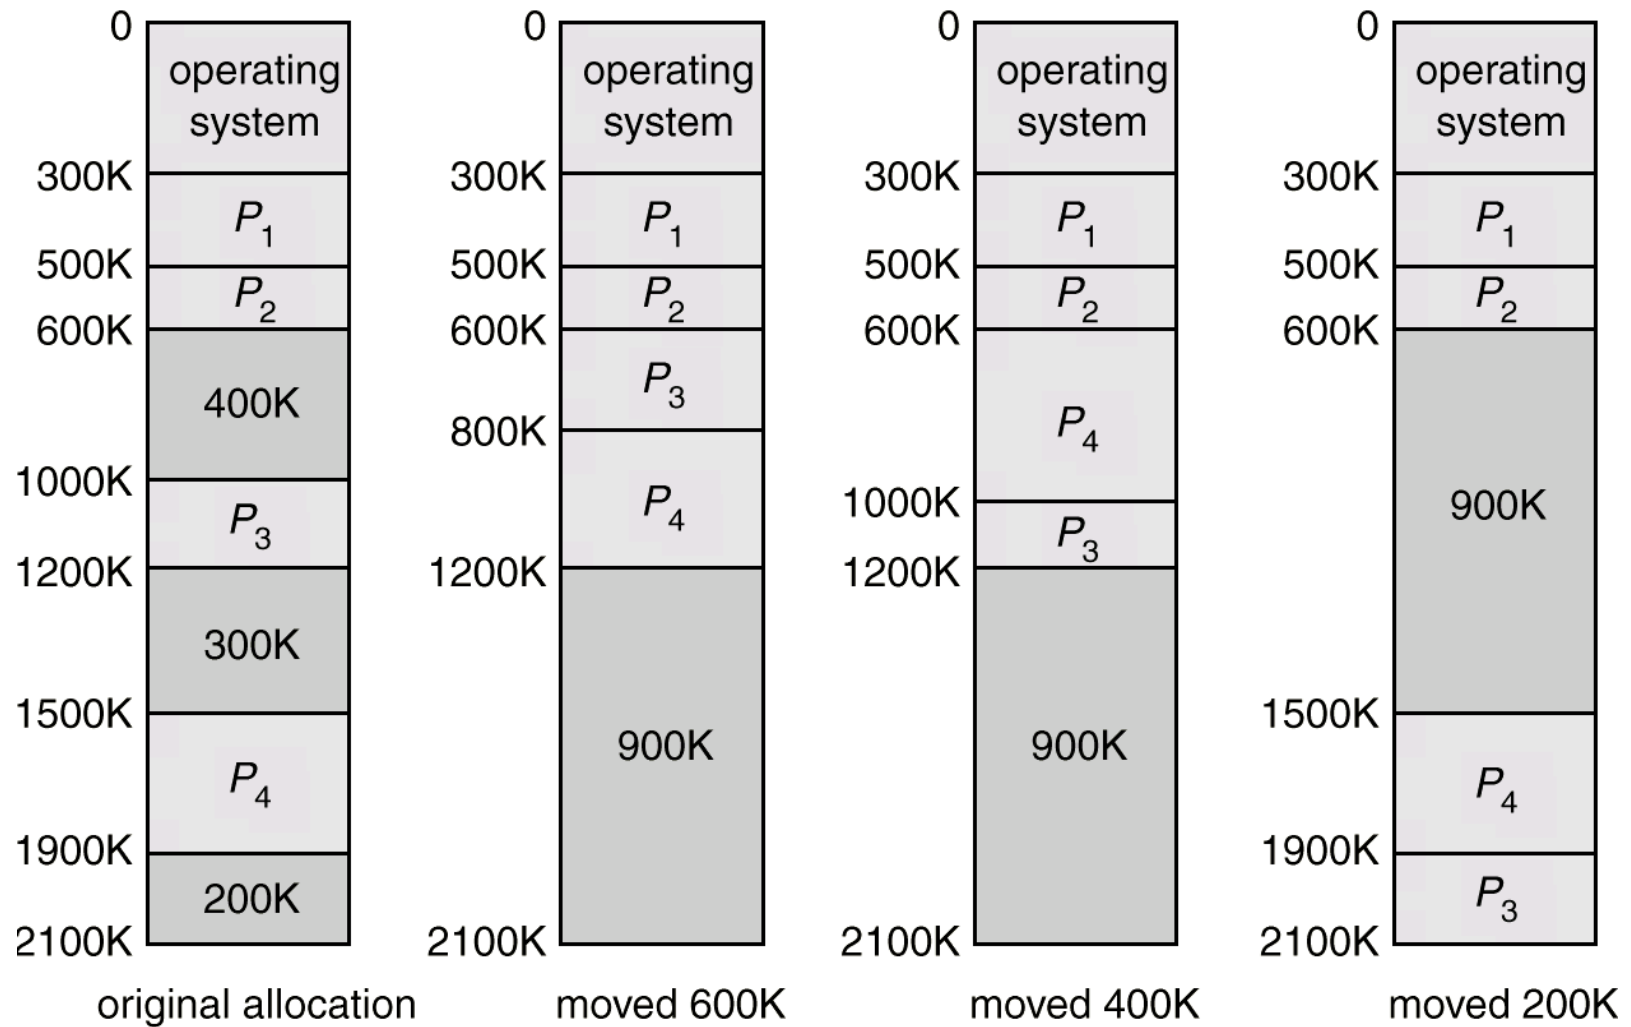 0
operating
system
300K
P1
500K
P2
600K
400K
1000K
P3
1200K
300K
1500K
P4
1900K
200K
2100K
original allocation
0
operating
system
300K
P1
500K
P2
600K
P3
800K
P4
1200K
900K
2100K
moved 600K
0
operating
system
300K
P1
500K
P2
600K
P4
1000K
P3
1200K
900K
2100K
moved 400K
0
operating
system
300K
P1
500K
P2
600K
900K
1500K
P4
1900K
P3
2100K
moved 200K